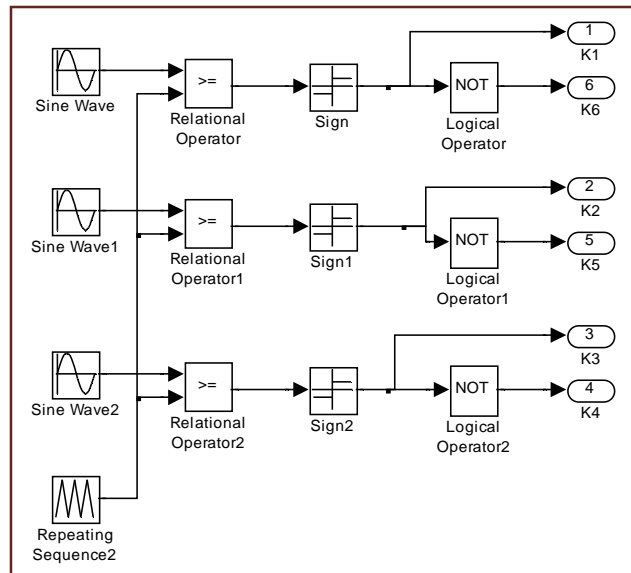 1
K1
Sine Wave
>=
Relational
Operator
Sign
NOT
Logical
Operator
6
K6
2
K2
Sine Wave1
>=
Relational
Operator1
Sign1
NOT
Logical
Operator1
5
K5
3
K3
Sine Wave2
>=
Relational
Operator2
Sign2
NOT
Logical
Operator2
4
K4
Repeating
Sequence2